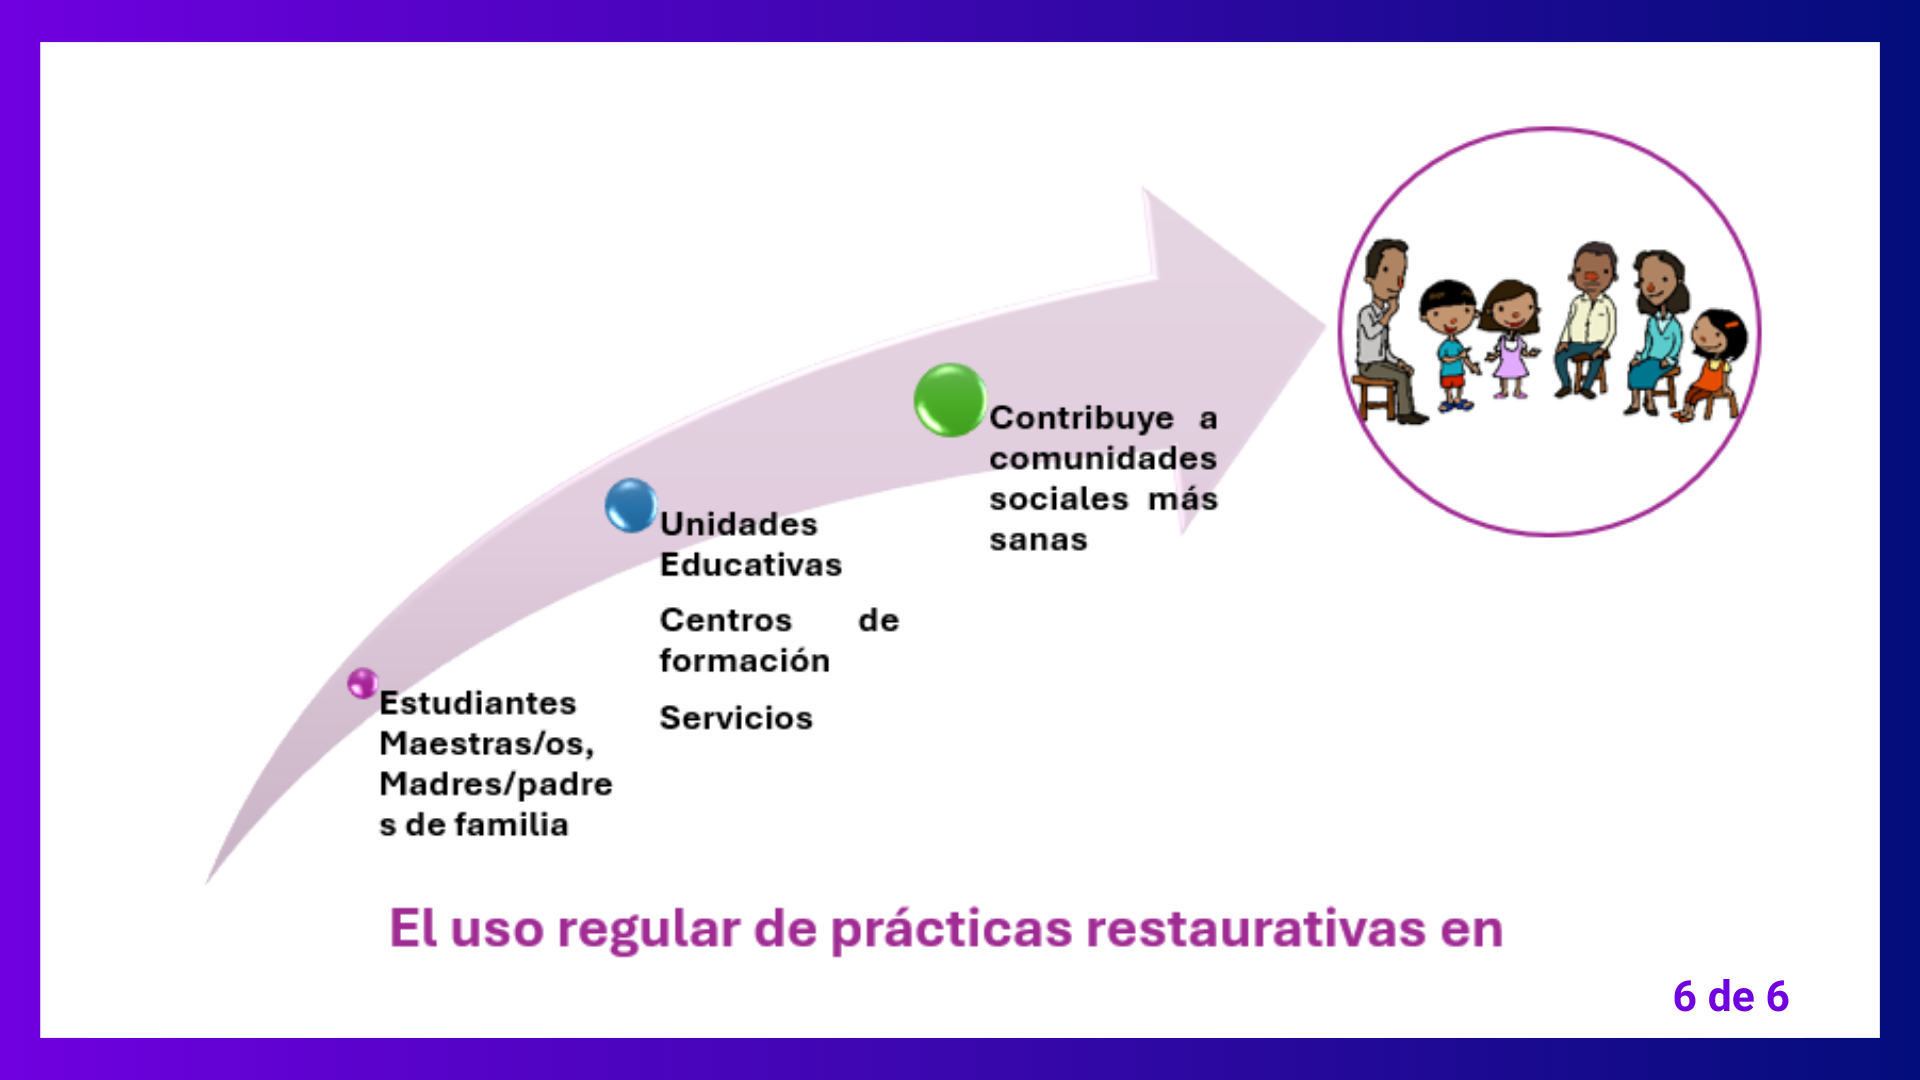 Contribuye a
comunidades
sociales más
sanas
Unidades
Educativas
Centros de
formación
Servicios
Estudiantes
Maestras/os,
Madres/padre
s de familia
El uso regular de prácticas restaurativas en
6 de 6